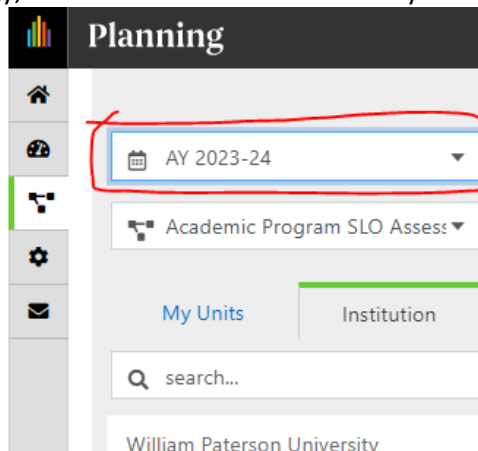 Planning
AY 2023-24
Academic Program SLO Assess
My Units
Institution
search...
William Paterson University